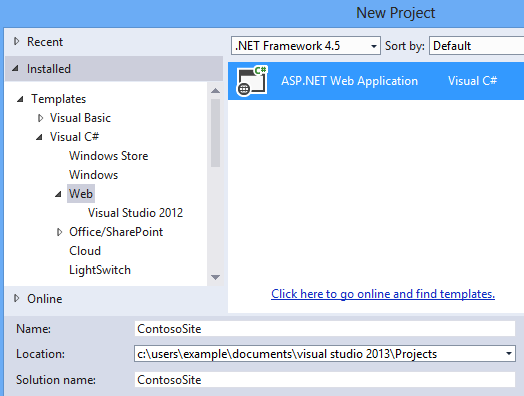 New Project
Recent
Installed
Templates
Visual Basic
Visual C#
Windows Store
Windows
Web
Visual Studio 2012
Office/SharePoint
Cloud
LightSwitch
Online
.NET Framework 4.5 Sort by: Default
C#
ASP.NET Web Application Visual C#
Click here to go online and find templates.
Name: ContosoSite
Location: c:\users\example\documents\visual studio 2013\Projects
Solution name: ContosoSite